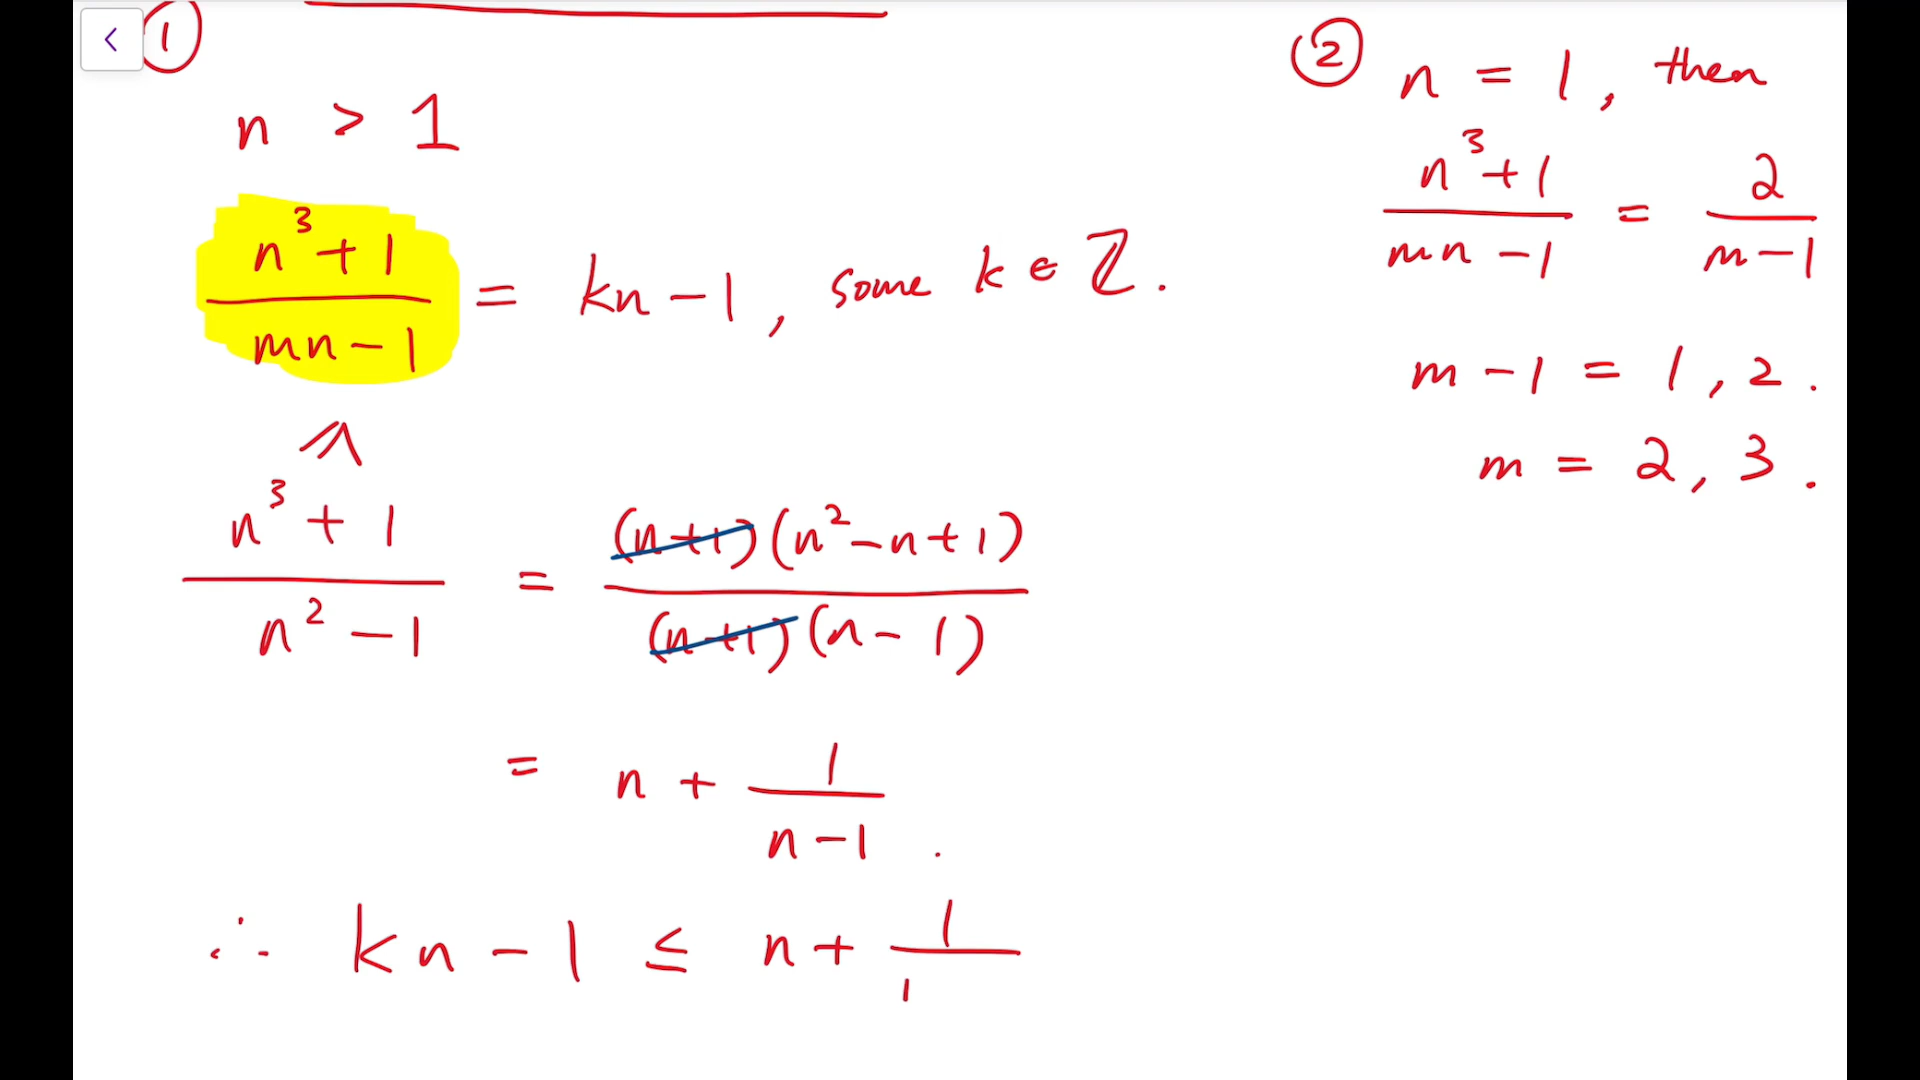 ①
n > 1
n³ + 1 / mn - 1 = kn - 1, some k ∈ ℤ.
n³ + 1 / n² - 1 = (n+1)(n² - n + 1) / (n+1)(n - 1)
= n + 1 / n - 1 .
∴ kn - 1 ≤ n + 1 /
② n = 1, then
n³ + 1 / mn - 1 = 2 / m - 1
m - 1 = 1, 2.
m = 2, 3.